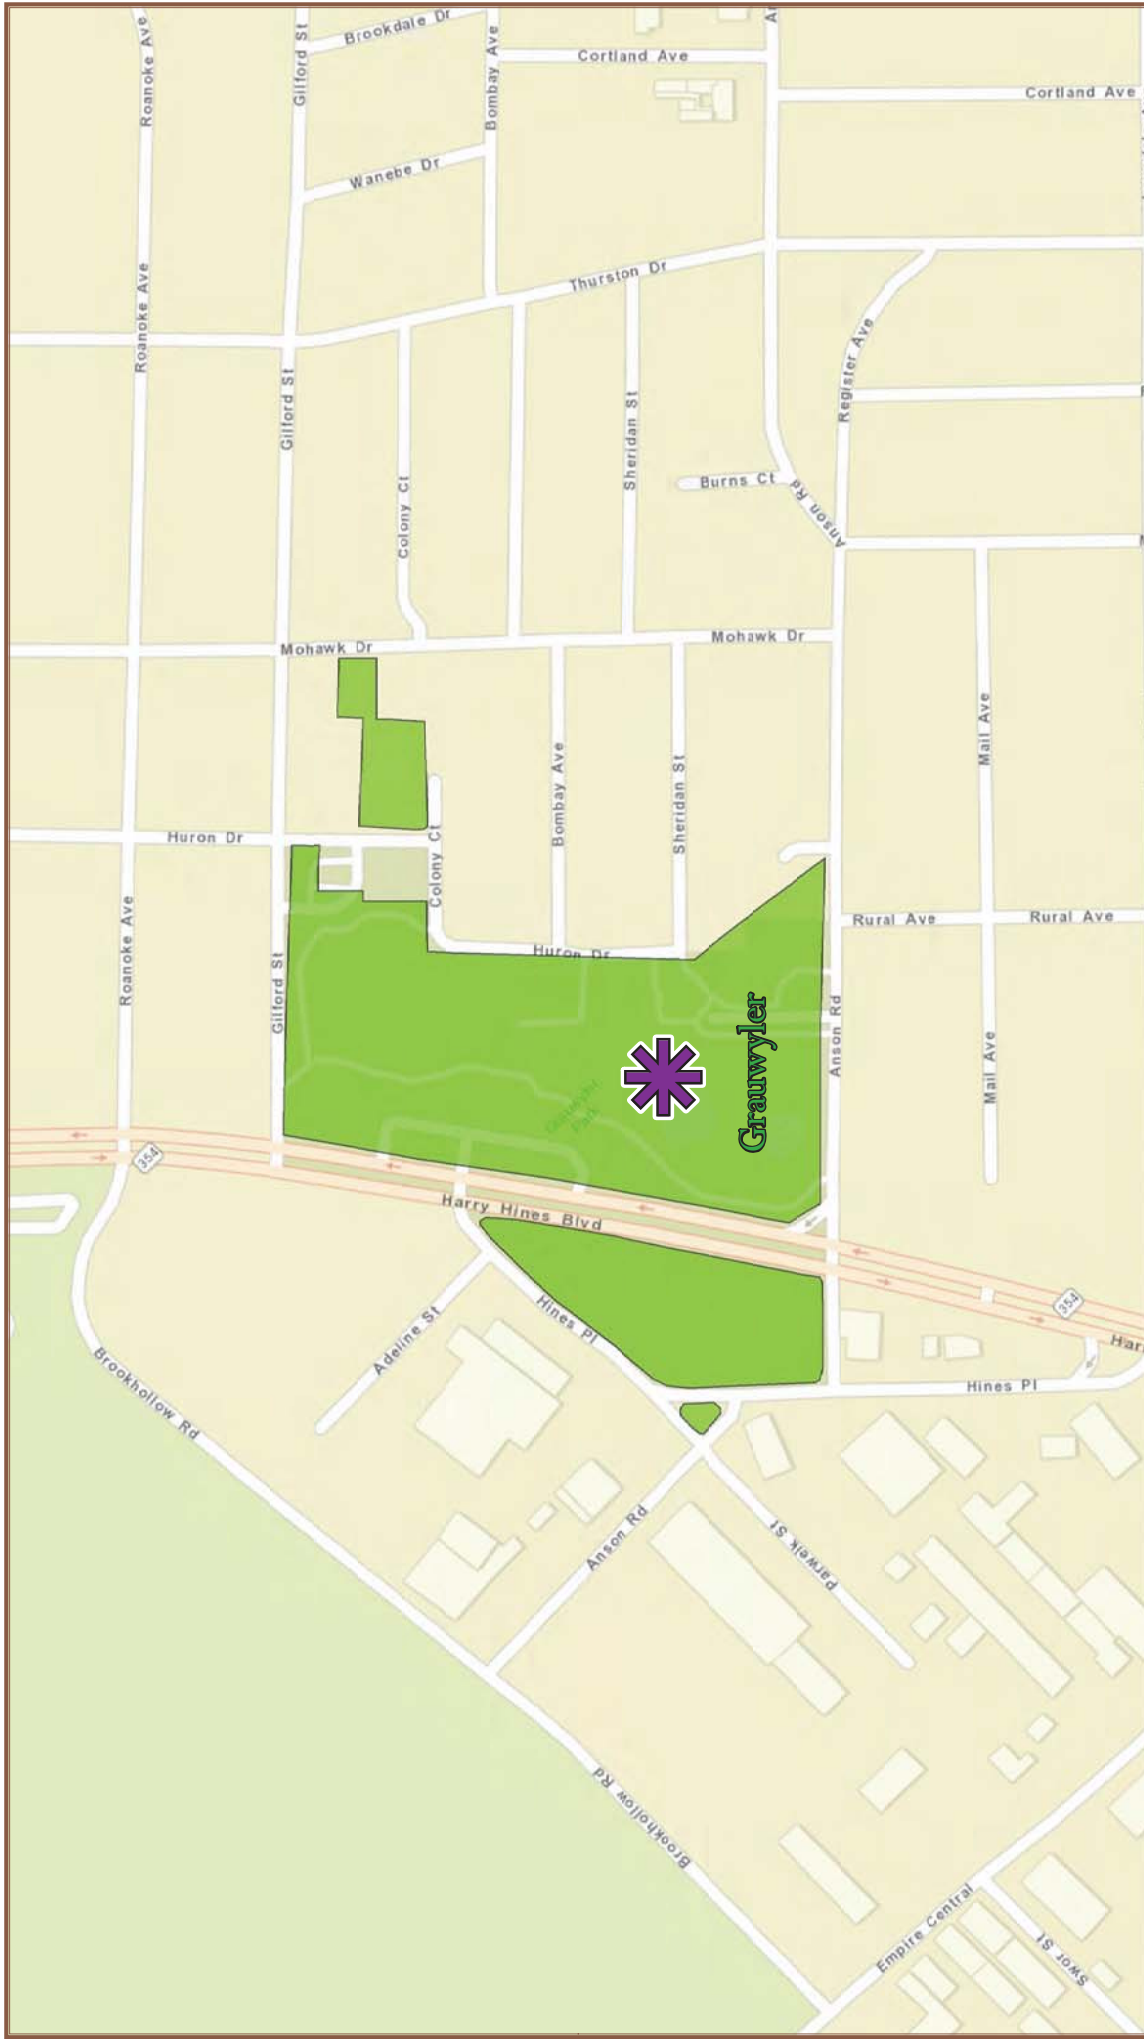 Roanoke Ave
Gilford St
Brookdale Dr
Bombay Ave
Cortland Ave
Cortland Ave
Wanebe Dr
Thurston Dr
Roanoke Ave
Gilford St
Register Ave
Sheridan St
Colony Ct
Burns Ct
Anson Rd
Mohawk Dr
Mohawk Dr
Mail Ave
Bombay Ave
Sheridan St
Huron Dr
Colony Ct
Rural Ave
Rural Ave
Roanoke Ave
Gilford St
Huron Dr
Grauwyler
Anson Rd
Mail Ave
Grauwyler
Park
354
Harry Hines Blvd
354
Hines Pl
Adeline St
Brookhollow Rd
Hines Pl
Anson Rd
Parwelk St
Brookhollow Rd
Empire Central
Swor St